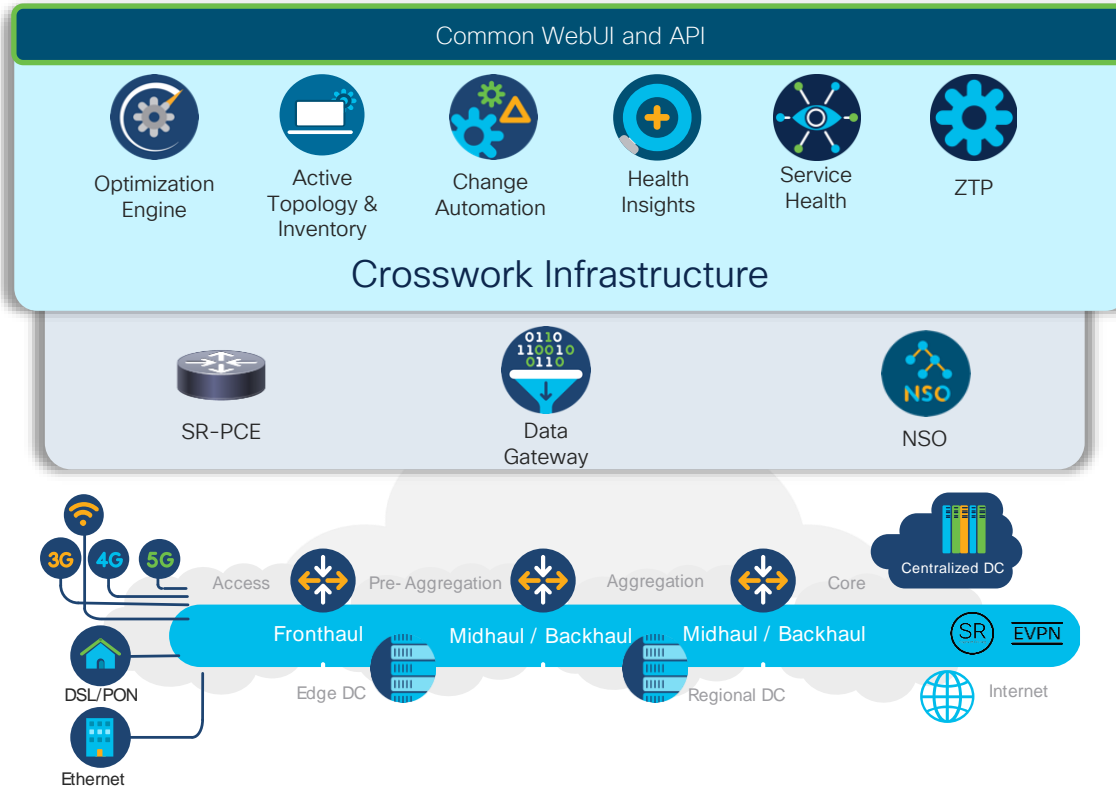 Common WebUI and API
Optimization
Engine
Active
Topology &
Inventory
Change
Automation
Health
Insights
Service
Health
ZTP
Crosswork Infrastructure
SR-PCE
0110
110010
0110
Data
Gateway
NSO
NSO
3G
4G
5G
Access
Pre- Aggregation
Aggregation
Core
Centralized DC
Fronthaul
Midhaul / Backhaul
Midhaul / Backhaul
SR
EVPN
DSL/PON
Edge DC
Regional DC
Internet
Ethernet